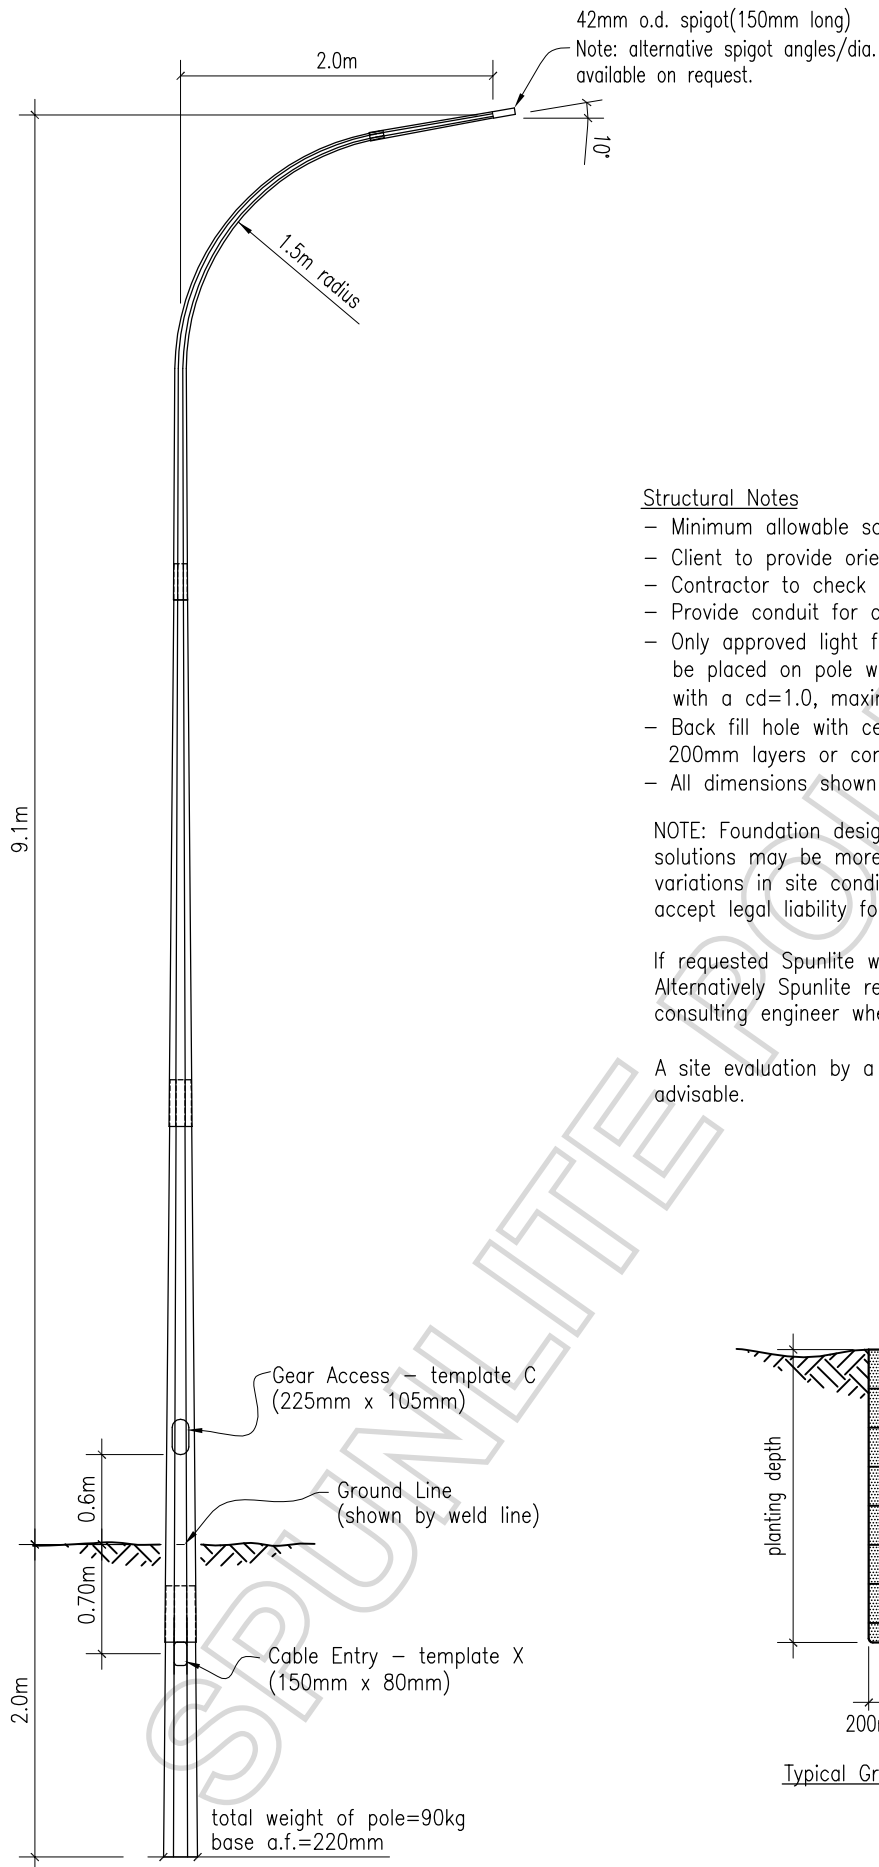 42mm o.d. spigot(150mm long)
Note: alternative spigot angles/dia.
available on request.
2.0m
10°
1.5m radius
Structural Notes
– Minimum allowable so
– Client to provide orie
– Contractor to check
– Provide conduit for c
– Only approved light f
be placed on pole w
with a cd=1.0, maxir
– Back fill hole with ce
200mm layers or cor
– All dimensions shown
9.1m
NOTE: Foundation desig
solutions may be more
variations in site condi
accept legal liability fo
If requested Spunlite w
Alternatively Spunlite re
consulting engineer whe
A site evaluation by a
advisable.
SPUNLITE PO
Gear Access – template C
(225mm x 105mm)
0.6m
Ground Line
(shown by weld line)
planting depth
0.70m
Cable Entry – template X
(150mm x 80mm)
2.0m
200
Typical Gr
total weight of pole=90kg
base a.f.=220mm